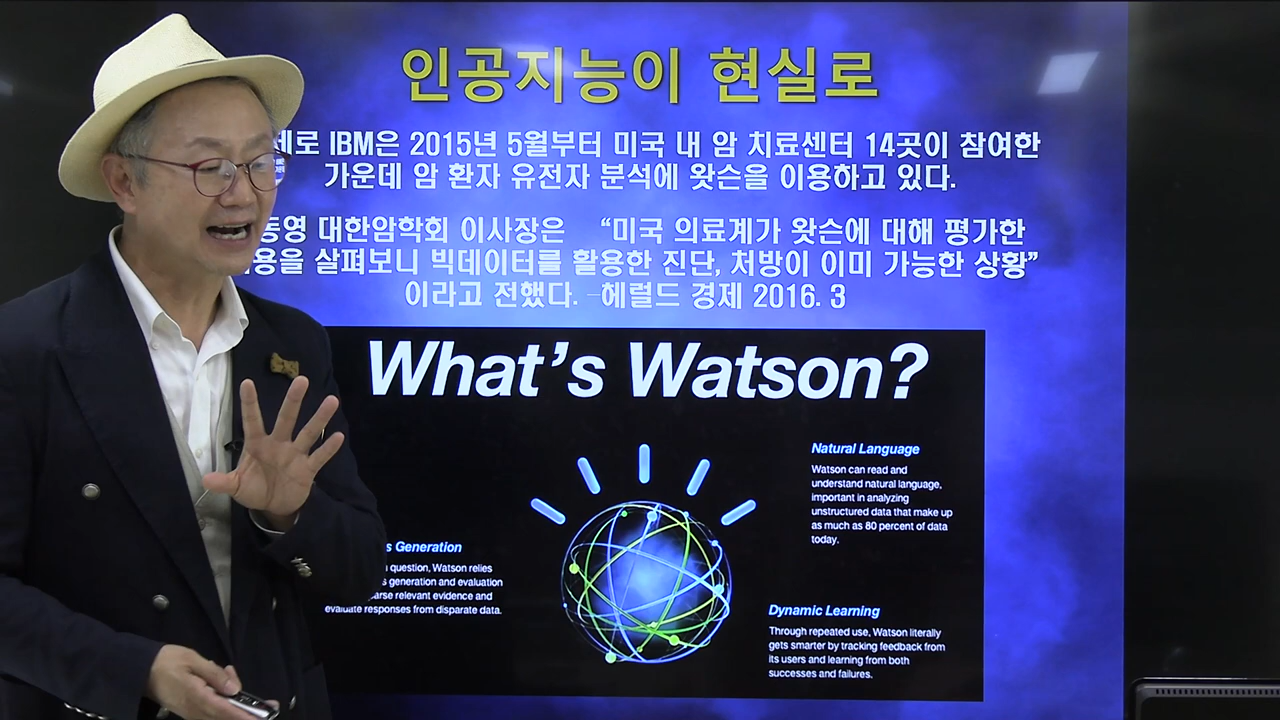 인공지능이 현실로
IBM은 2015년 5월부터 미국 내 암 치료센터 14곳이 참여한
가운데 암 환자 유전자 분석에 왓슨을 이용하고 있다.
대한암학회 이사장은 “미국 의료계가 왓슨에 대해 평가한
살펴보니 빅데이터를 활용한 진단, 처방이 이미 가능한 상황”
이라고 전했다. –헤럴드 경제 2016. 3
What's Watson?
Natural Language
Watson can read and
understand natural language,
important in analyzing
unstructured data that make up
as much as 80 percent of data
today.
Generation
question, Watson relies
generation and evaluation
relevant evidence and
evaluate responses from disparate data.
Dynamic Learning
Through repeated use, Watson literally
gets smarter by tracking feedback from
its users and learning from both
successes and failures.